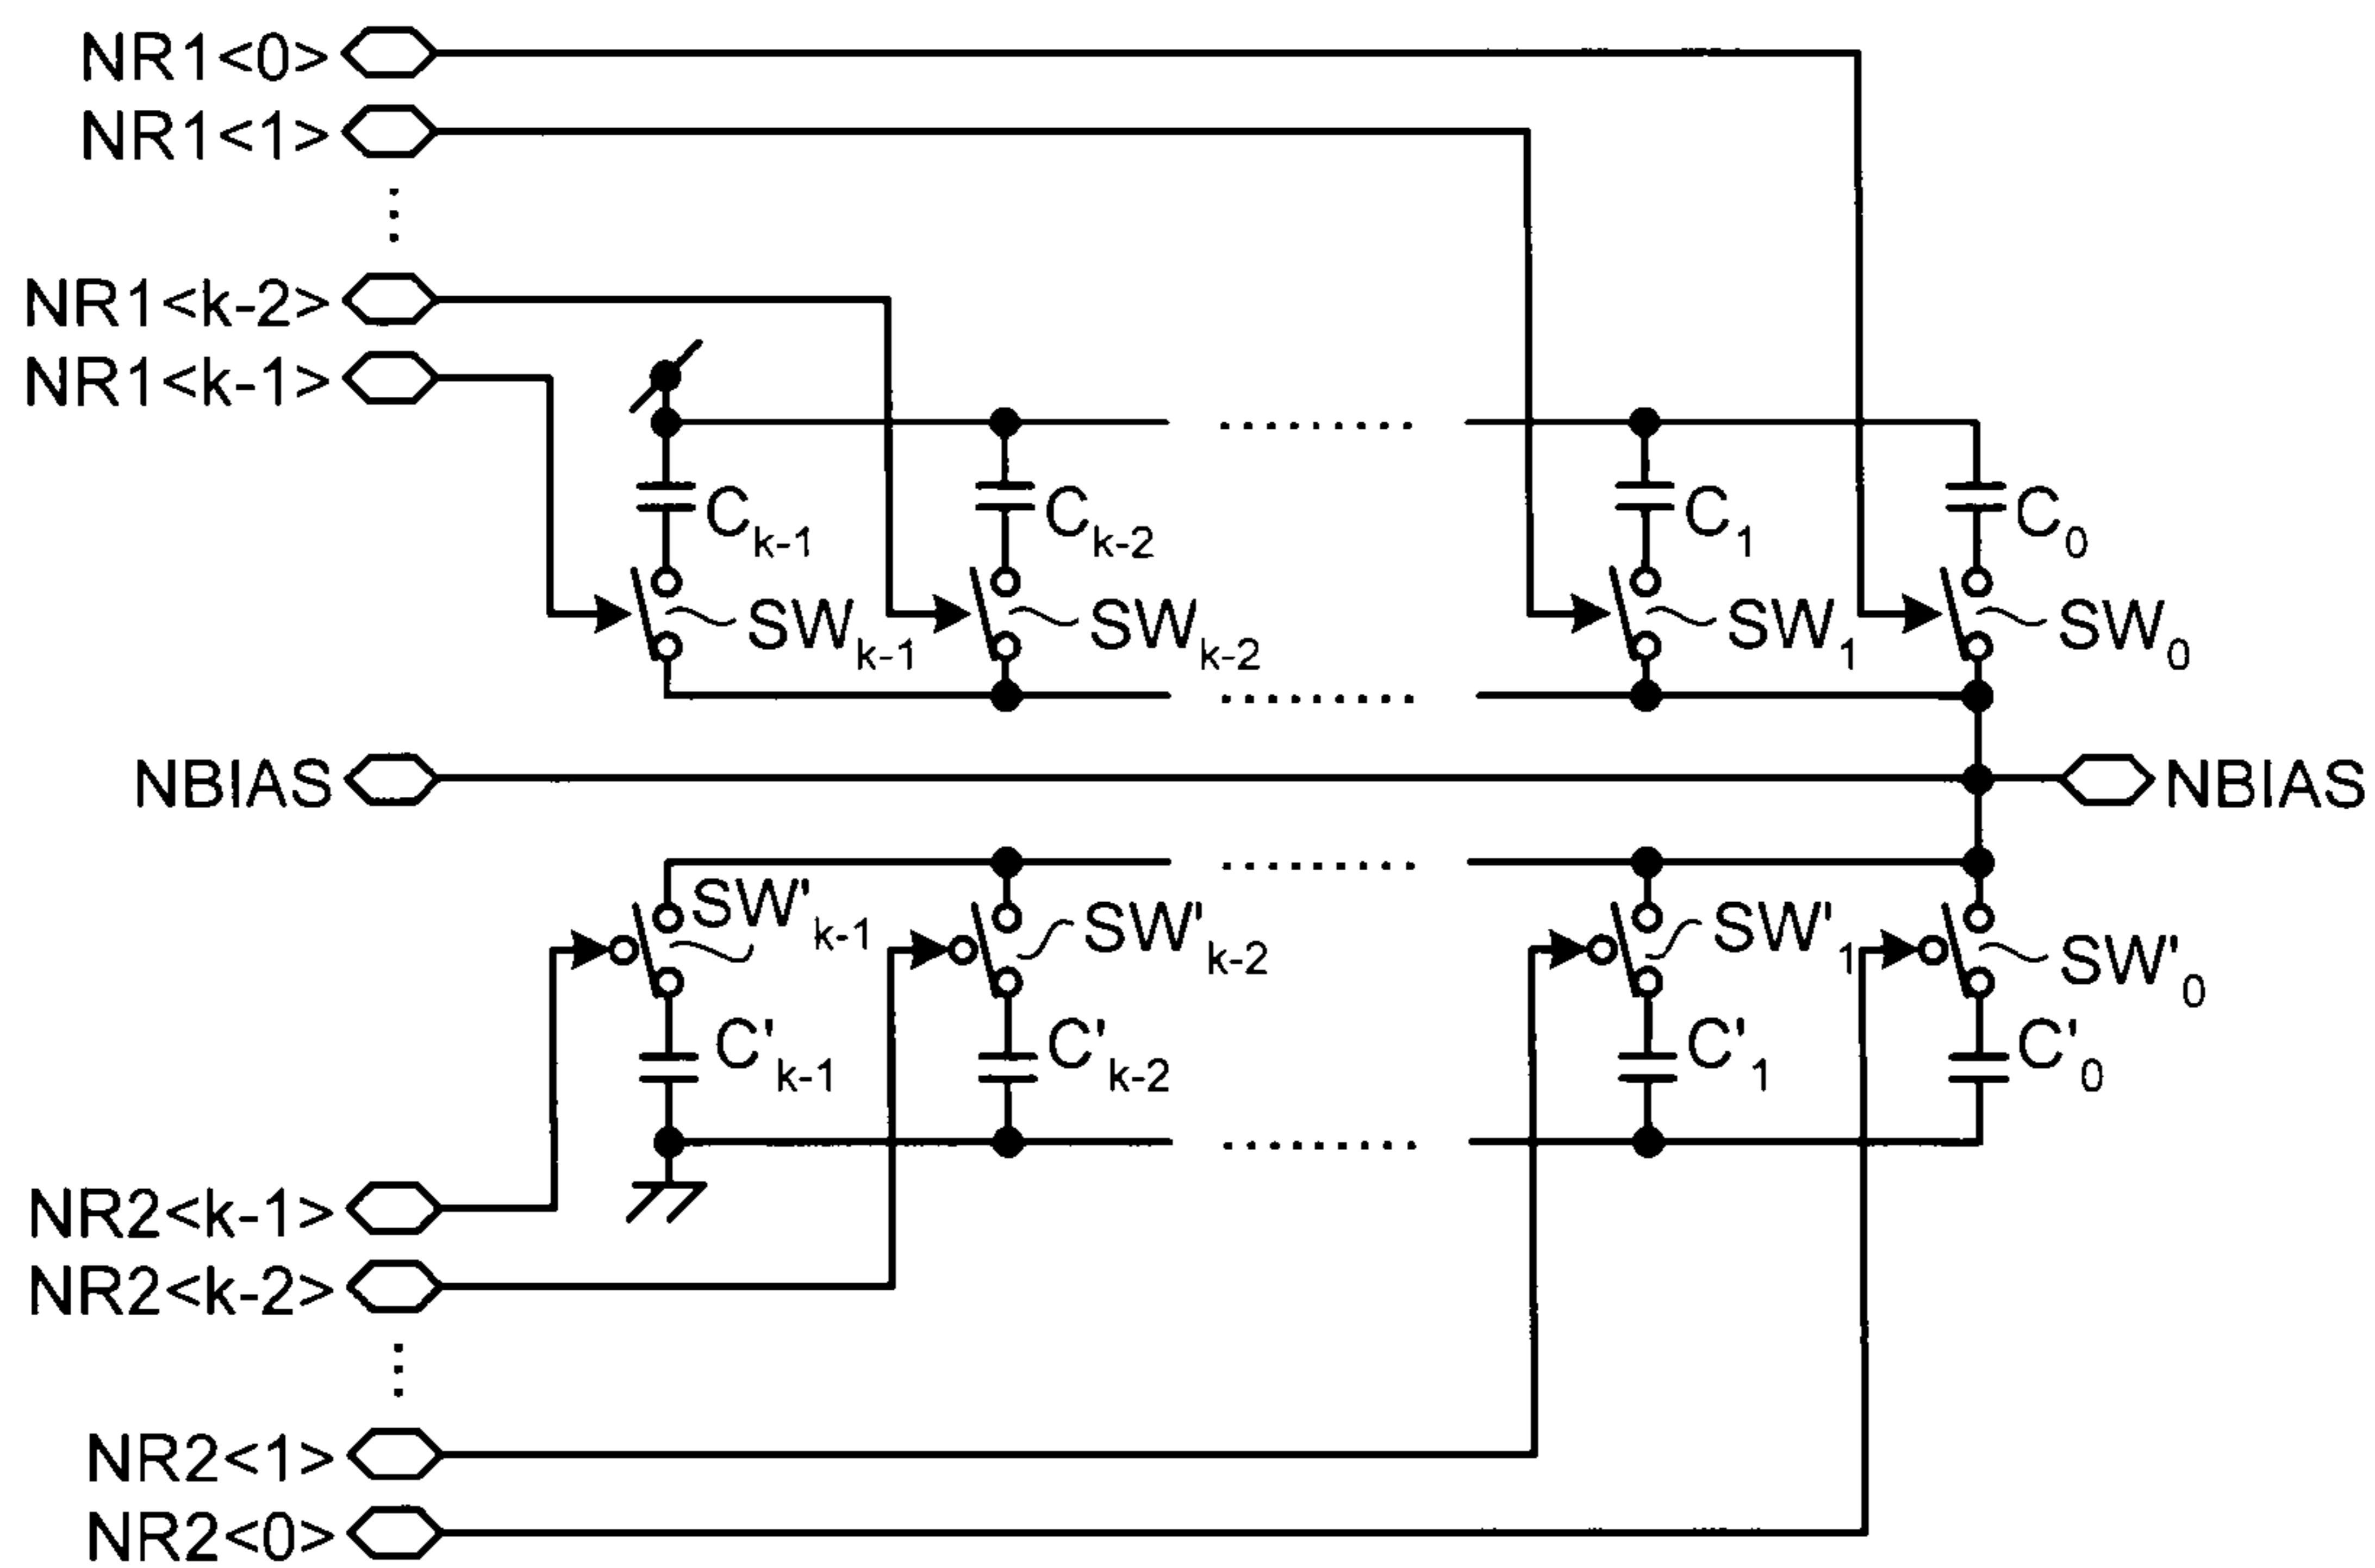 NR1<0>
NR1<1>
NR1<k-2>
NR1<k-1>
Ck-1 Ck-2 C1 C0
SWk-1 SWk-2 SW1 SW0
NBIAS NBIAS
SW'k-1 SW'k-2 SW'1 SW'0
C'k-1 C'k-2 C'1 C'0
NR2<k-1>
NR2<k-2>
NR2<1>
NR2<0>